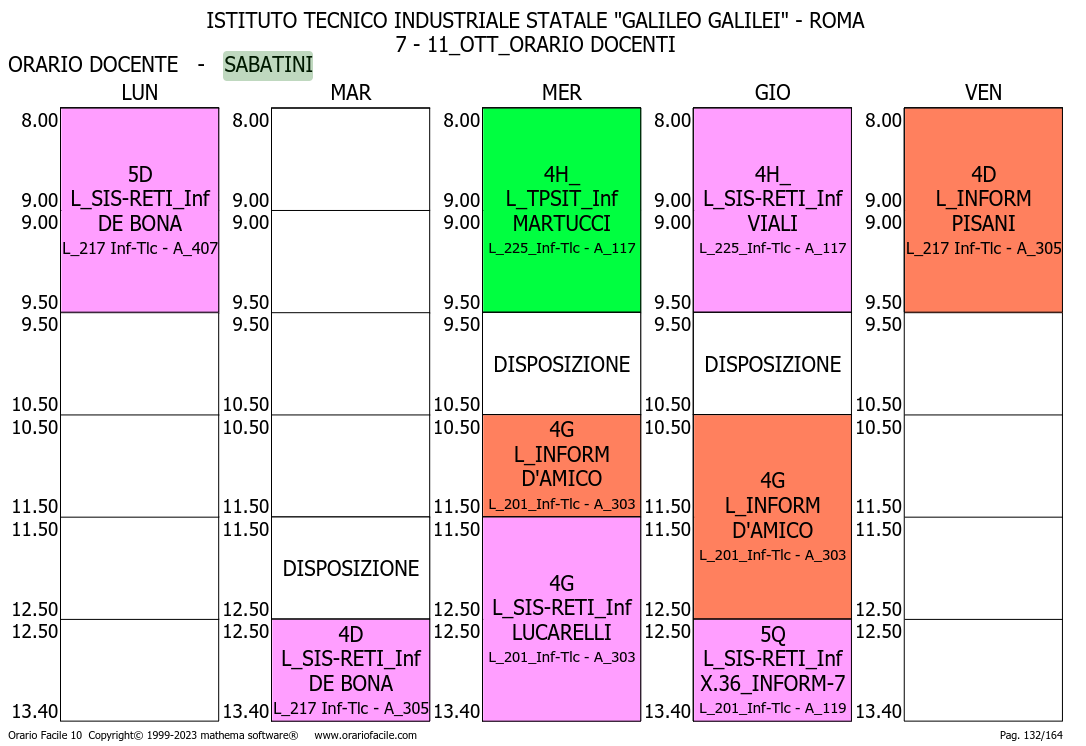 ISTITUTO TECNICO INDUSTRIALE STATALE "GALILEO GALILEI" - ROMA
7 - 11_OTT_ORARIO DOCENTI
ORARIO DOCENTE - SABATINI
LUN
8.00
9.00
9.00
9.50
9.50
10.50
10.50
11.50
11.50
12.50
12.50
13.40
5D
L_SIS-RETI_Inf
DE BONA
L_217 Inf-Tlc - A_407
MAR
8.00
9.00
9.00
9.50
9.50
10.50
10.50
11.50
11.50
12.50
12.50
13.40
DISPOSIZIONE
4D
L_SIS-RETI_Inf
DE BONA
L_217 Inf-Tlc - A_305
MER
8.00
9.00
9.00
9.50
9.50
10.50
10.50
11.50
11.50
12.50
12.50
13.40
4H_
L_TPSIT_Inf
MARTUCCI
L_225_Inf-Tlc - A_117
DISPOSIZIONE
4G
L_INFORM
D'AMICO
L_201_Inf-Tlc - A_303
4G
L_SIS-RETI_Inf
LUCARELLI
L_201_Inf-Tlc - A_303
GIO
8.00
9.00
9.00
9.50
9.50
10.50
10.50
11.50
11.50
12.50
12.50
13.40
4H_
L_SIS-RETI_Inf
VIALI
L_225_Inf-Tlc - A_117
DISPOSIZIONE
4G
L_INFORM
D'AMICO
L_201_Inf-Tlc - A_303
5Q
L_SIS-RETI_Inf
X.36_INFORM-7
L_201_Inf-Tlc - A_119
VEN
8.00
9.00
9.00
9.50
9.50
10.50
10.50
11.50
11.50
12.50
12.50
13.40
4D
L_INFORM
PISANI
L_217 Inf-Tlc - A_305
Orario Facile 10 Copyright© 1999-2023 mathema software® www.orariofacile.com
Pag. 132/164